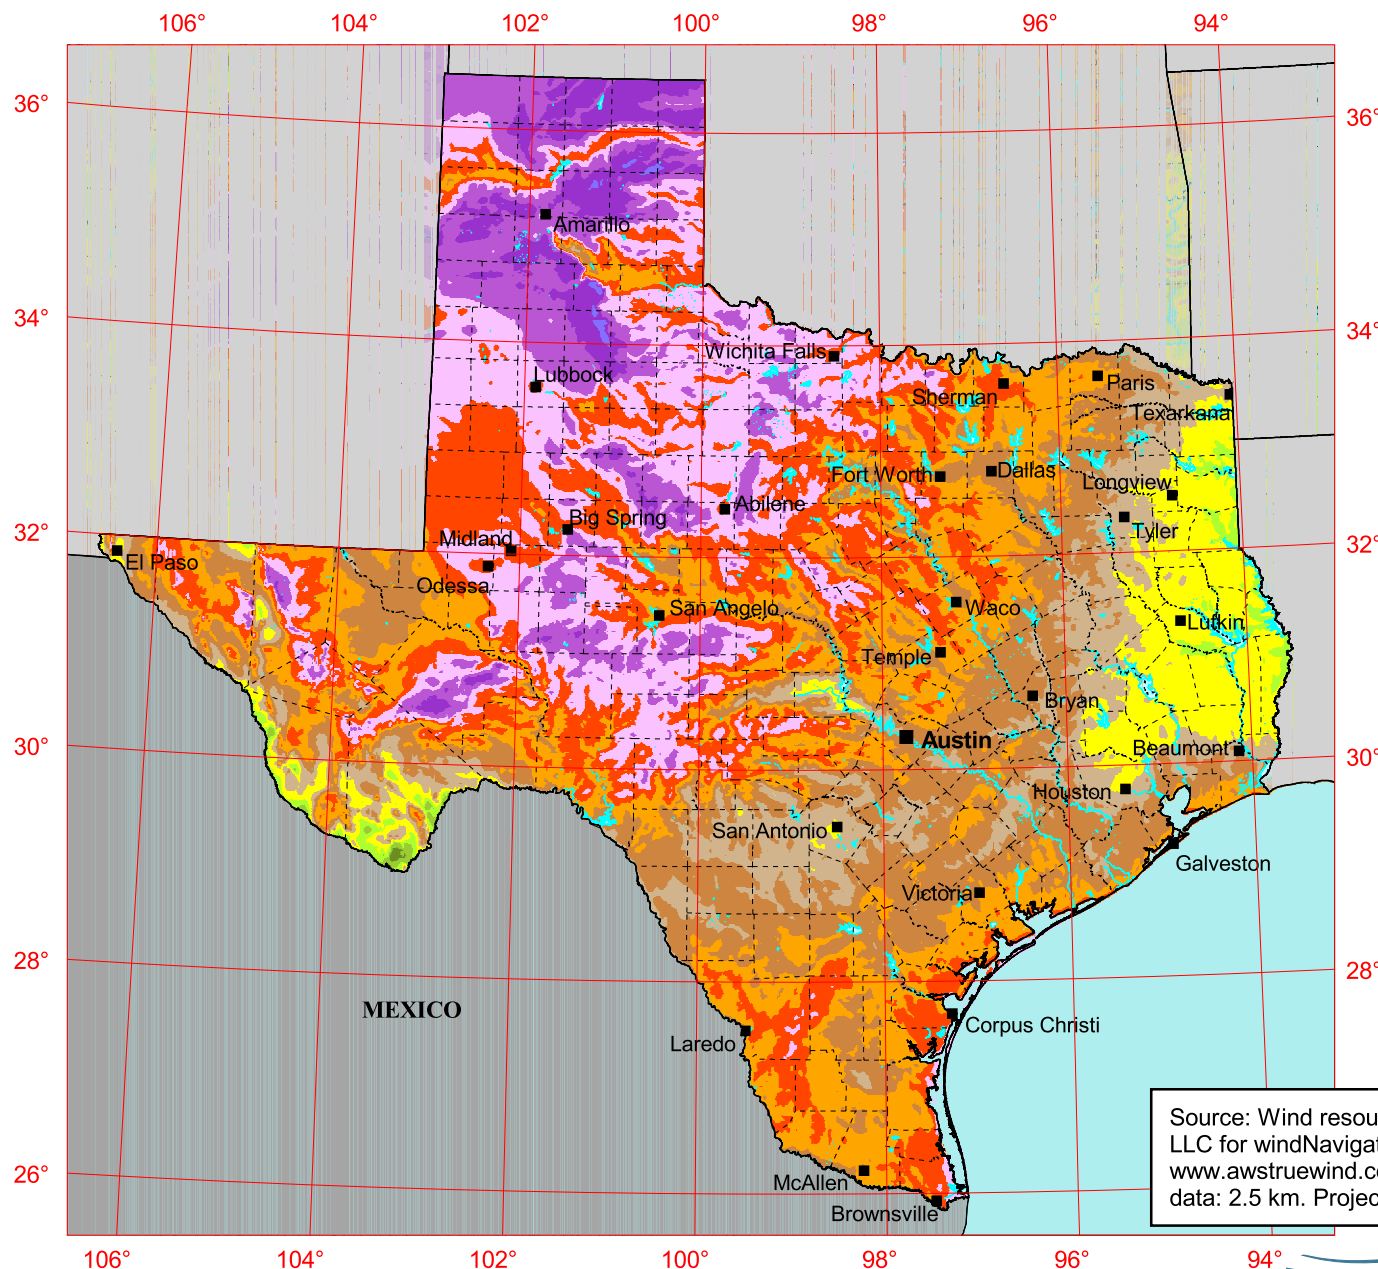 106° 104° 102° 100° 98° 96° 94°
36° 36°
Amarillo
34° 34°
Wichita Falls
Lubbock
Paris
Sherman
Texarkana
Fort Worth
Dallas
Longview
Abilene
Big Spring
Tyler
32° 32°
Midland
El Paso
Odessa
San Angelo
Waco
Lufkin
Temple
Bryan
Austin
30° 30°
Beaumont
Houston
San Antonio
Galveston
Victoria
28° 28°
MEXICO
Corpus Christi
Laredo
Source: Wind resou
LLC for windNavigat
www.awstruewind.co
data: 2.5 km. Projec
26°
McAllen
Brownsville
106° 104° 102° 100° 98° 96° 94°